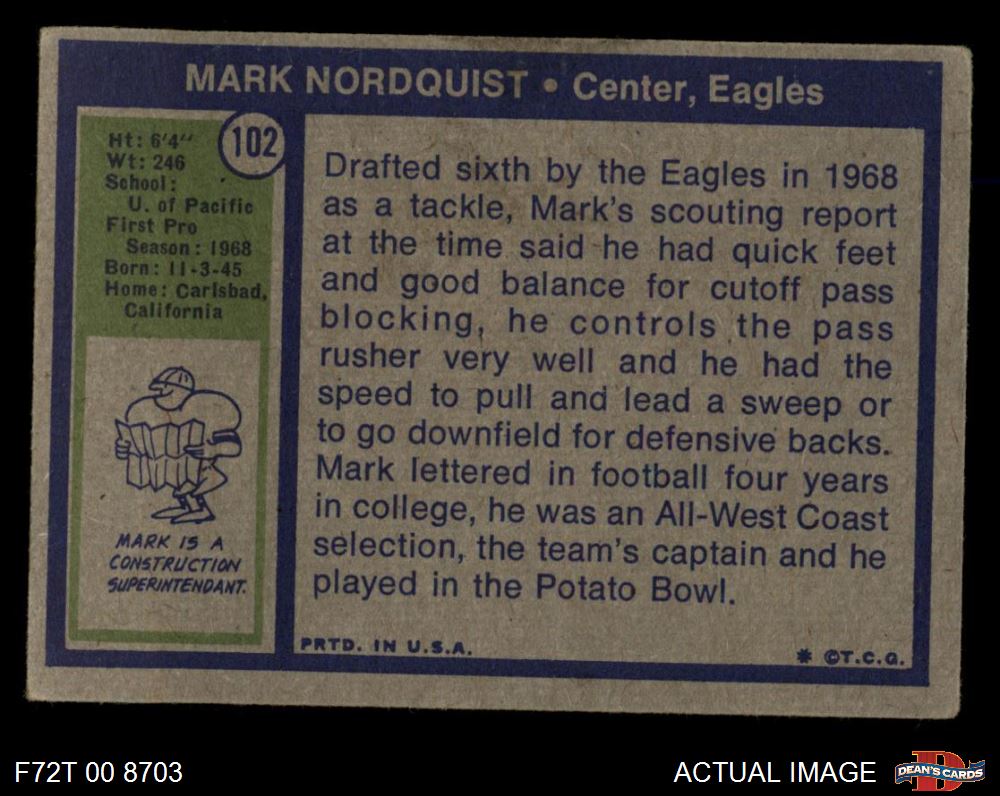 MARK NORDQUIST • Center, Eagles
102
Ht: 6'4"
Wt: 246
School:
U. of Pacific
First Pro
Season: 1968
Born: 11-3-45
Home: Carlsbad,
California
MARK IS A
CONSTRUCTION
SUPERINTENDANT.
Drafted sixth by the Eagles in 1968
as a tackle, Mark's scouting report
at the time said he had quick feet
and good balance for cutoff pass
blocking, he controls the pass
rusher very well and he had the
speed to pull and lead a sweep or
to go downfield for defensive backs.
Mark lettered in football four years
in college, he was an All-West Coast
selection, the team's captain and he
played in the Potato Bowl.
PRTD. IN U.S.A.
* ©T.C.G.
F72T 00 8703
ACTUAL IMAGE
D
DEAN'S CARDS